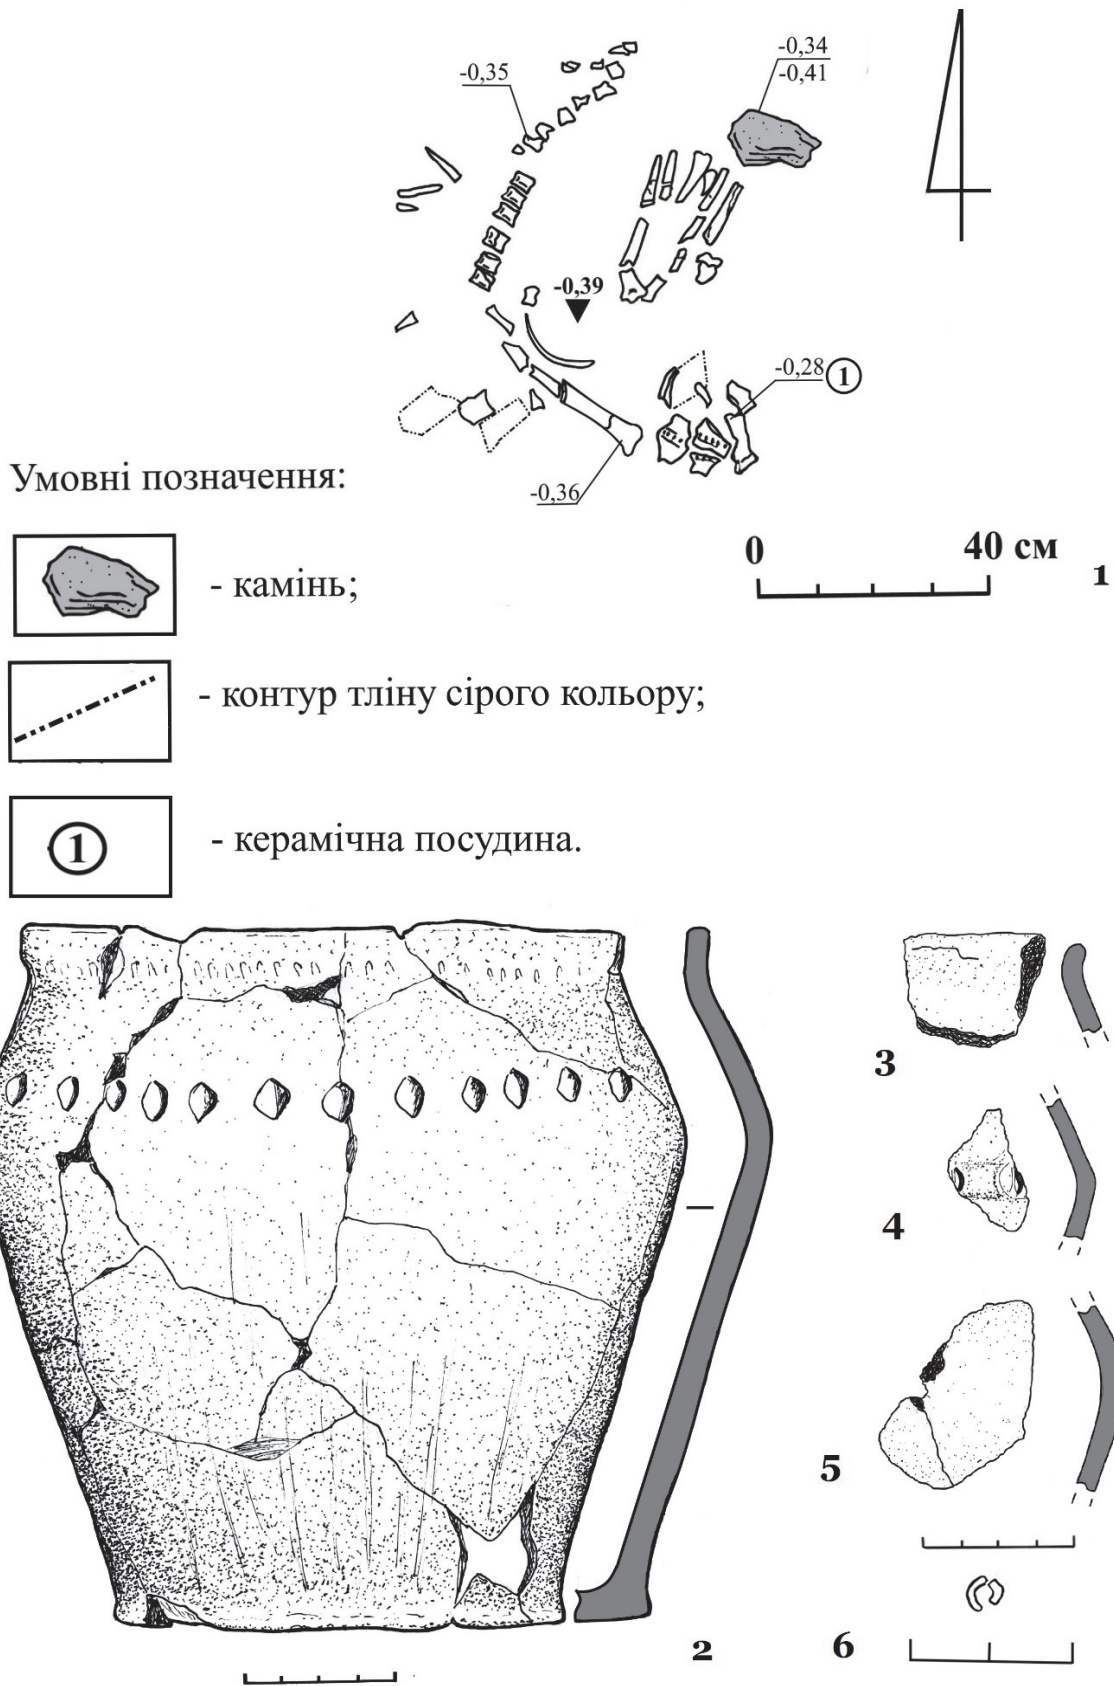 -0,34
-0,41
-0,35
-0,39
-0,28 1
-0,36
Умовні позначення:
0 40 см
1
- камінь;
- контур тліну сірого кольору;
1 - керамічна посудина.
3
4
5
2
6